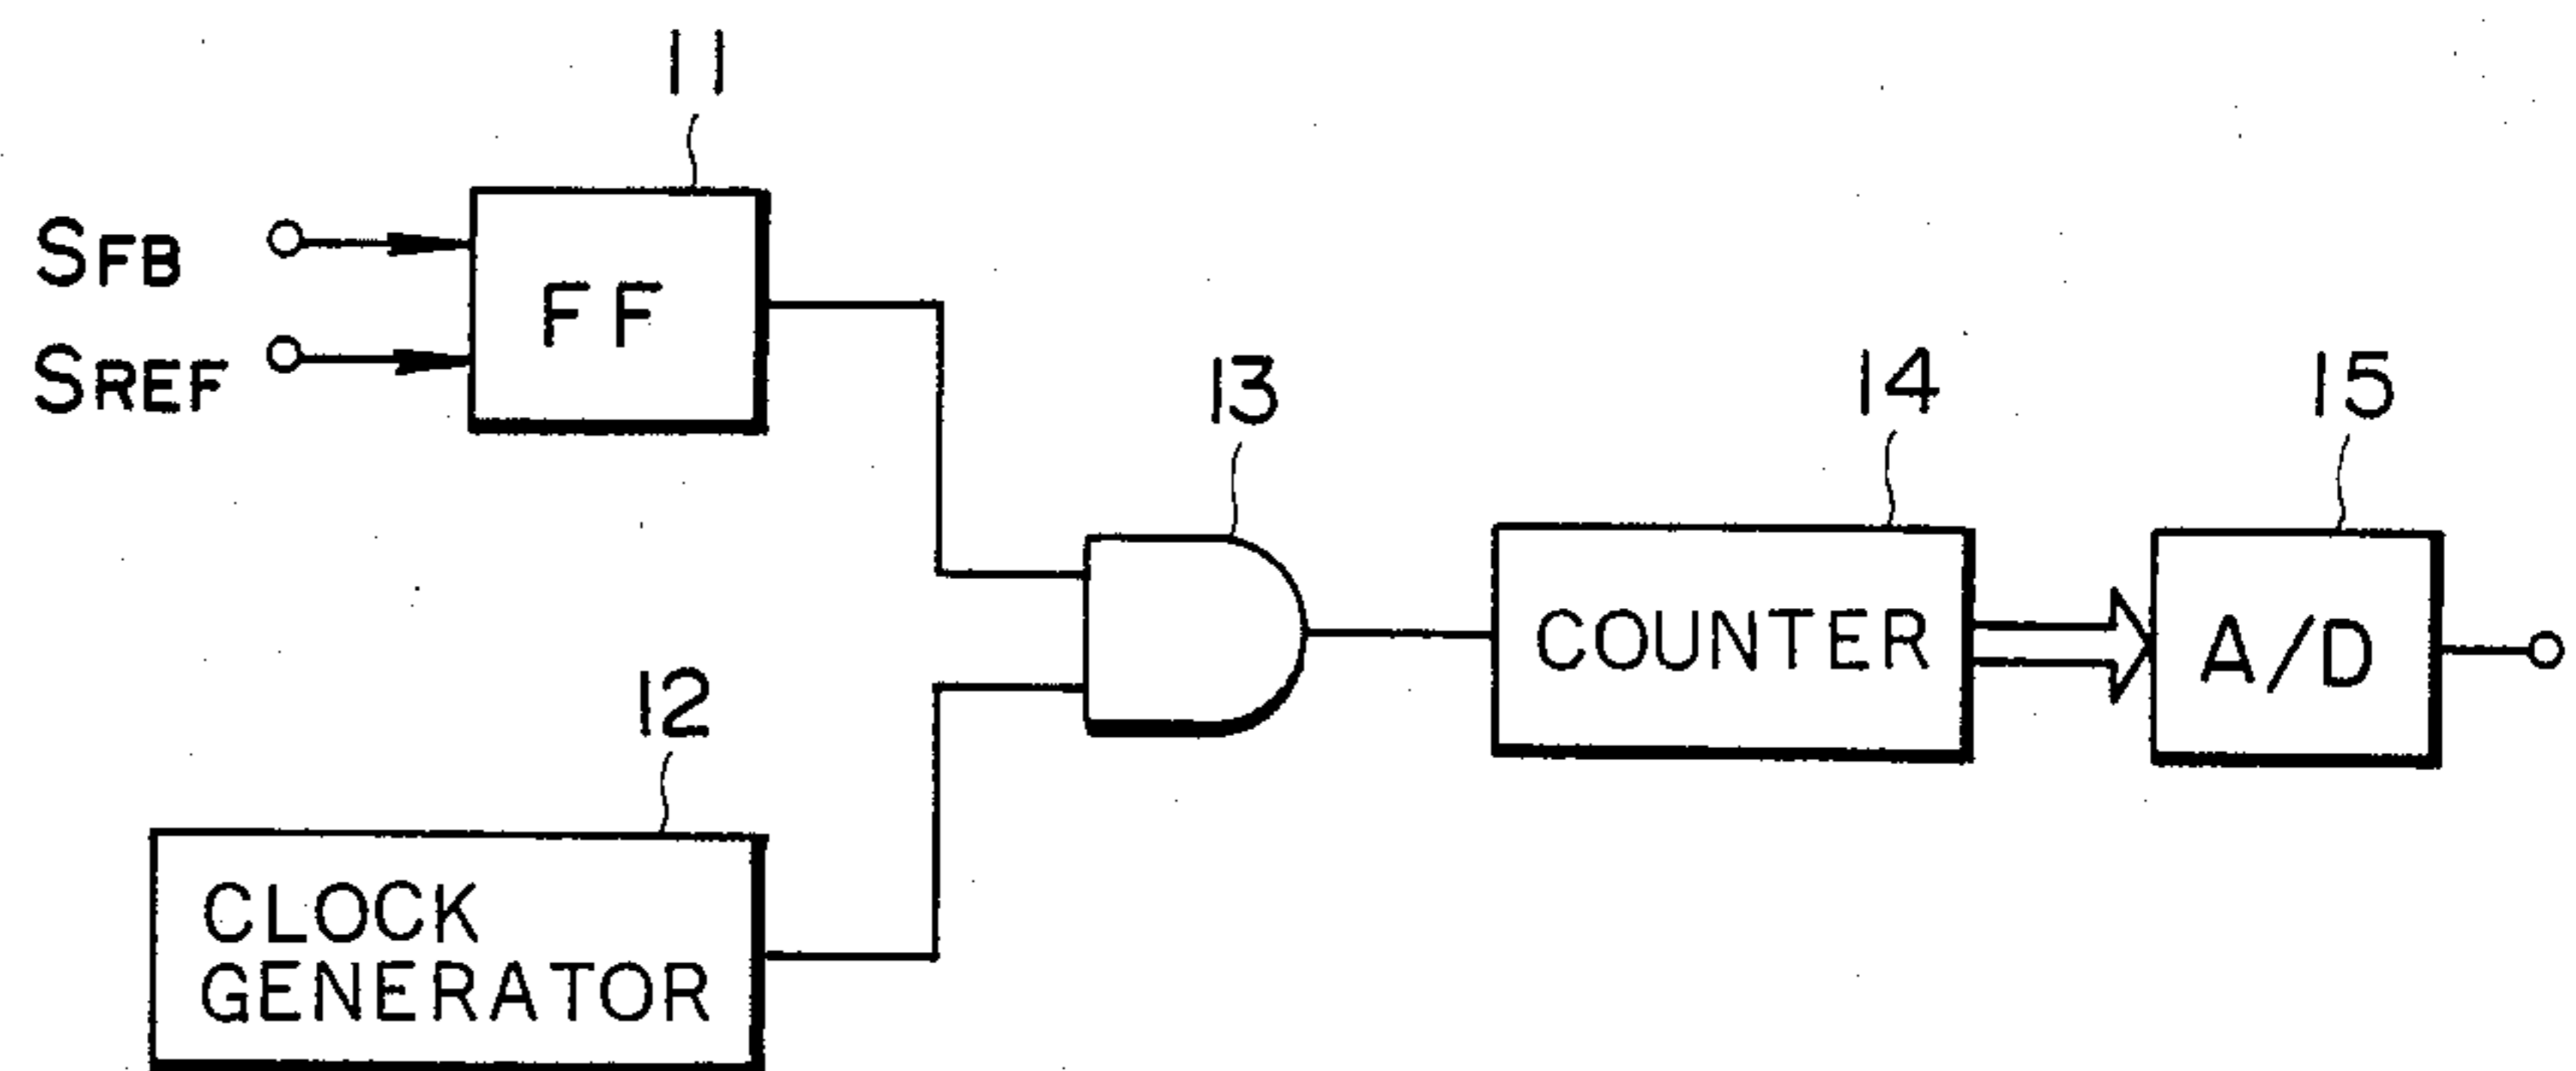 11
SFB
SREF
FF
13
14
15
COUNTER
A/D
12
CLOCK
GENERATOR